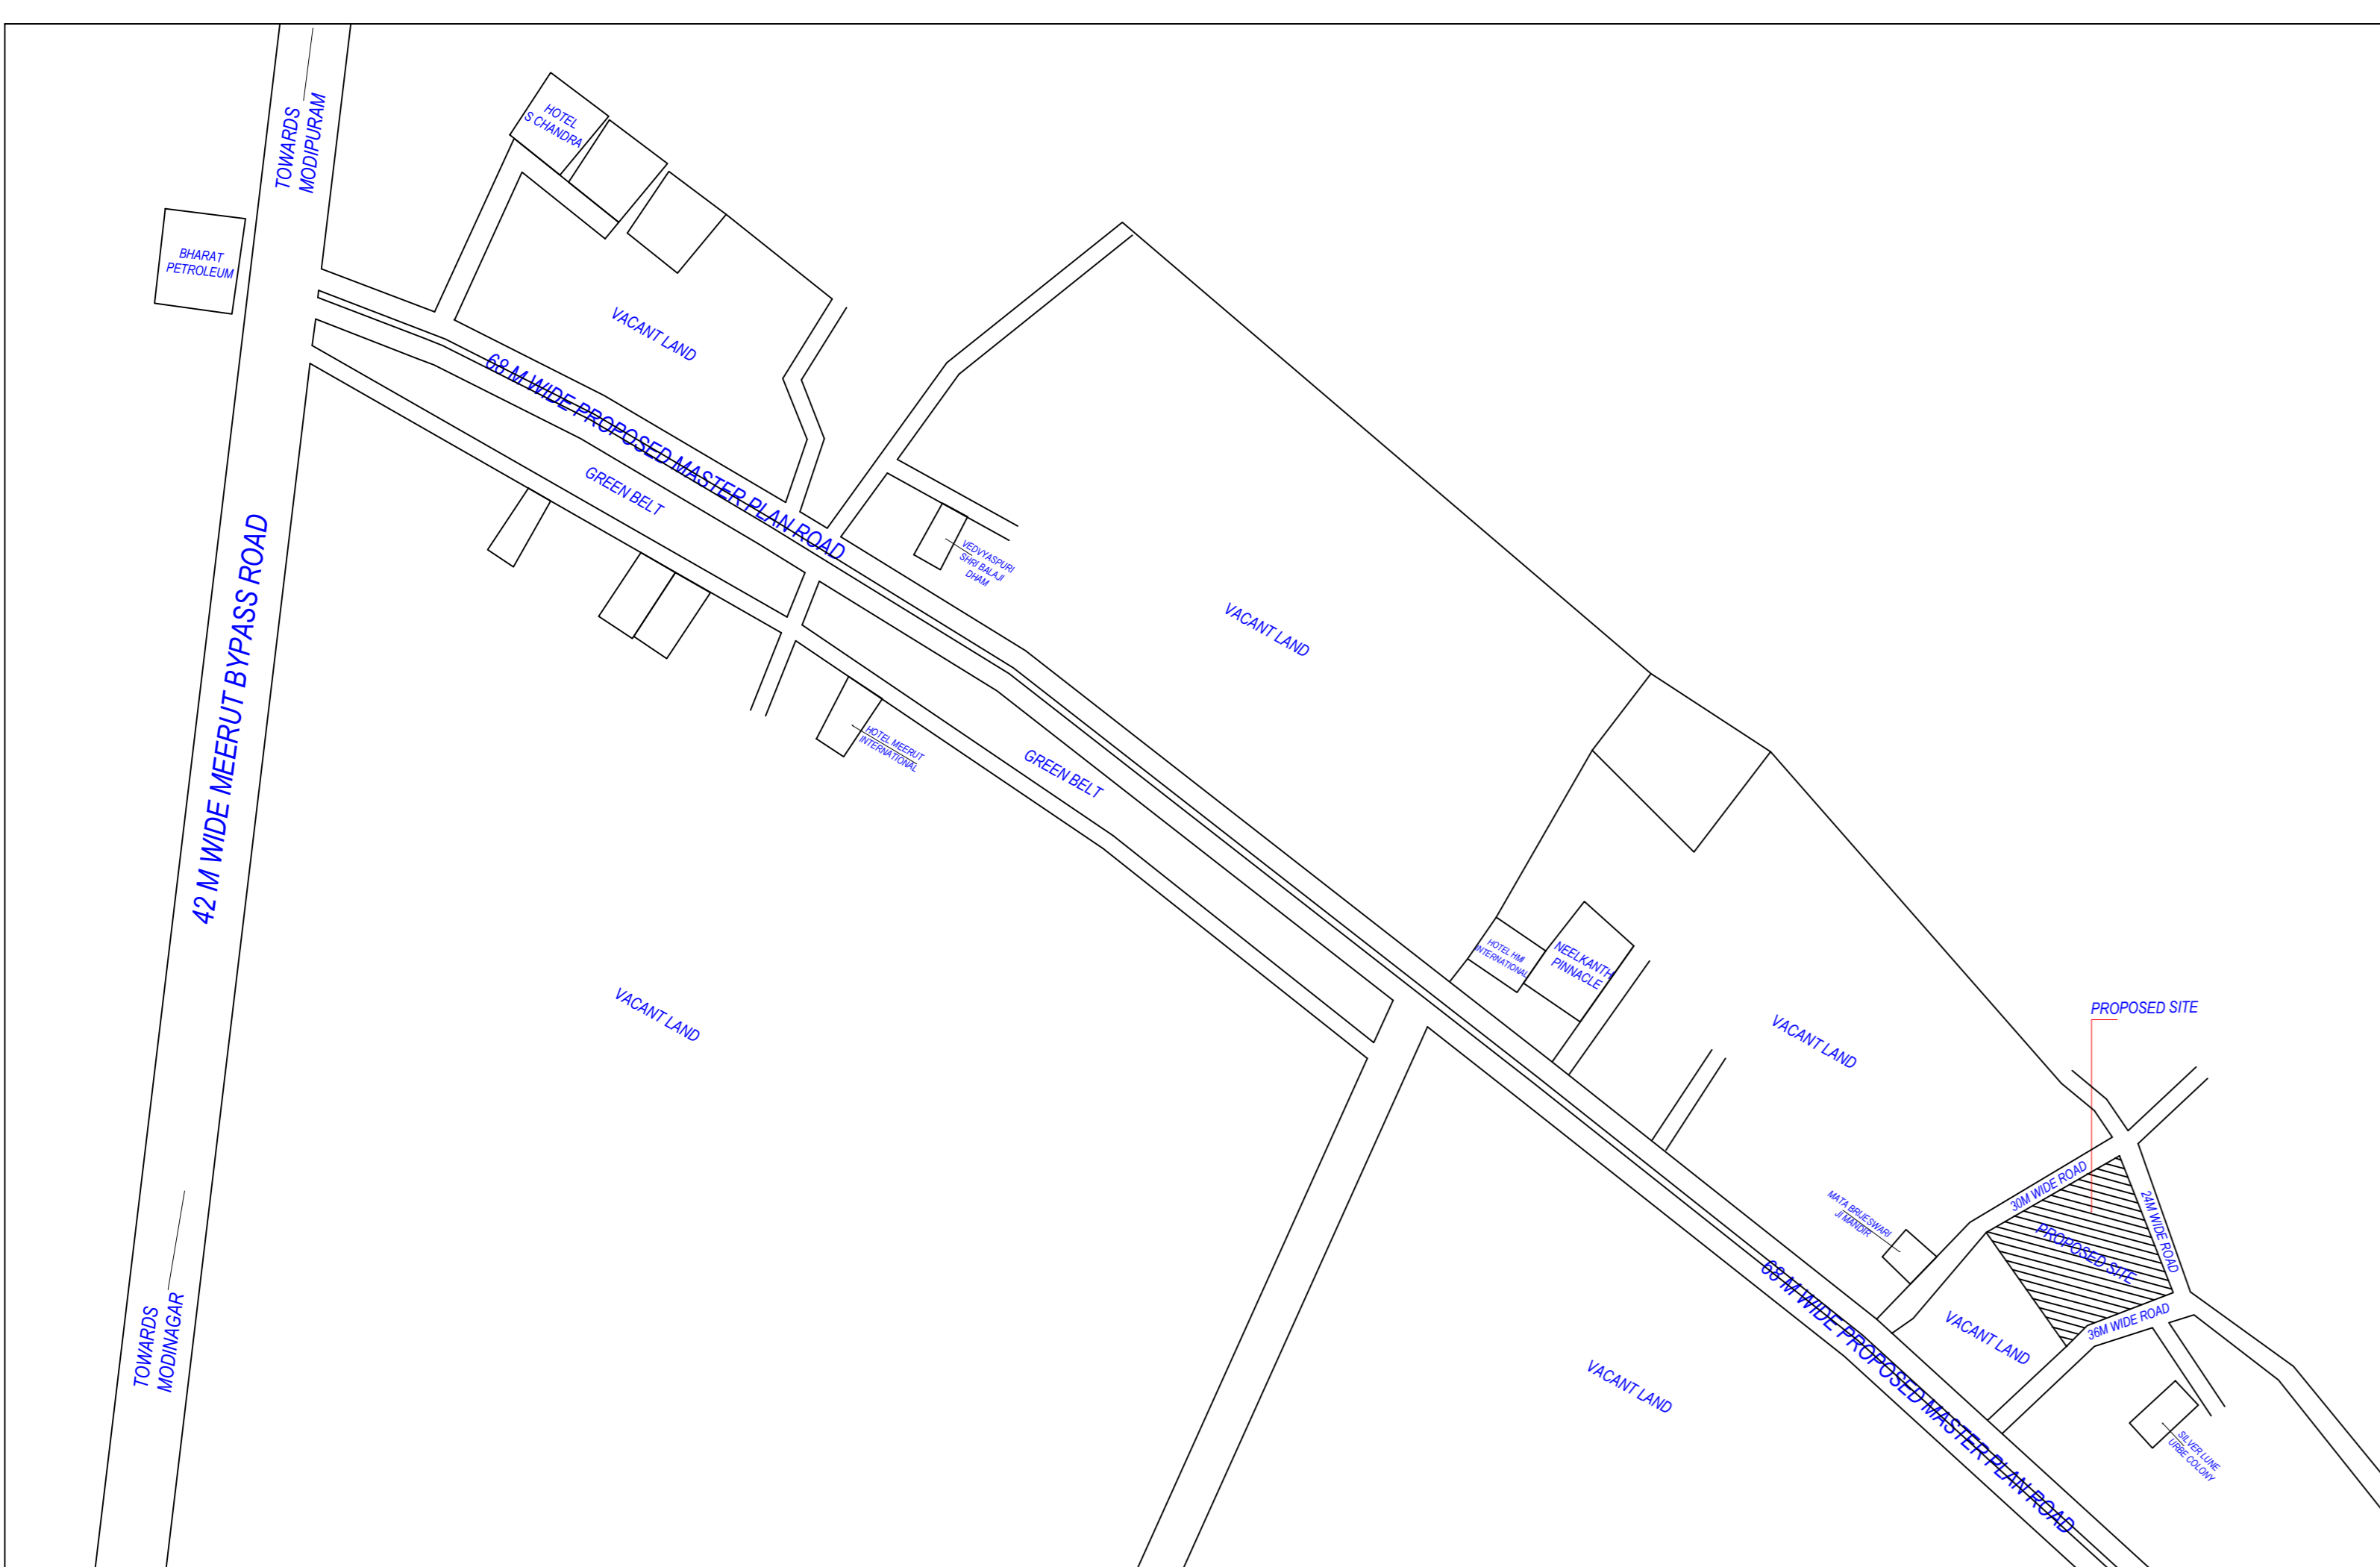 TOWARDS
MODIPURAM
HOTEL
S CHANDRA
BHARAT
PETROLEUM
VACANT LAND
68 M WIDE PROPOSED MASTER PLAN ROAD
GREEN BELT
42 M WIDE MEERUT BYPASS ROAD
VEDVYASPURI
SHRI BALAJI
DHAM
VACANT LAND
HOTEL MEERUT
INTERNATIONAL
GREEN BELT
HOTEL HMI
INTERNATIONAL
NEELKANTH
PINNACLE
VACANT LAND
VACANT LAND
PROPOSED SITE
30M WIDE ROAD
24M WIDE ROAD
MATA BRIJESWARI
JI MANDIR
PROPOSED SITE
36M WIDE ROAD
VACANT LAND
TOWARDS
MODINAGAR
VACANT LAND
68 M WIDE PROPOSED MASTER PLAN ROAD
SILVER LUNE
URBE COLONY